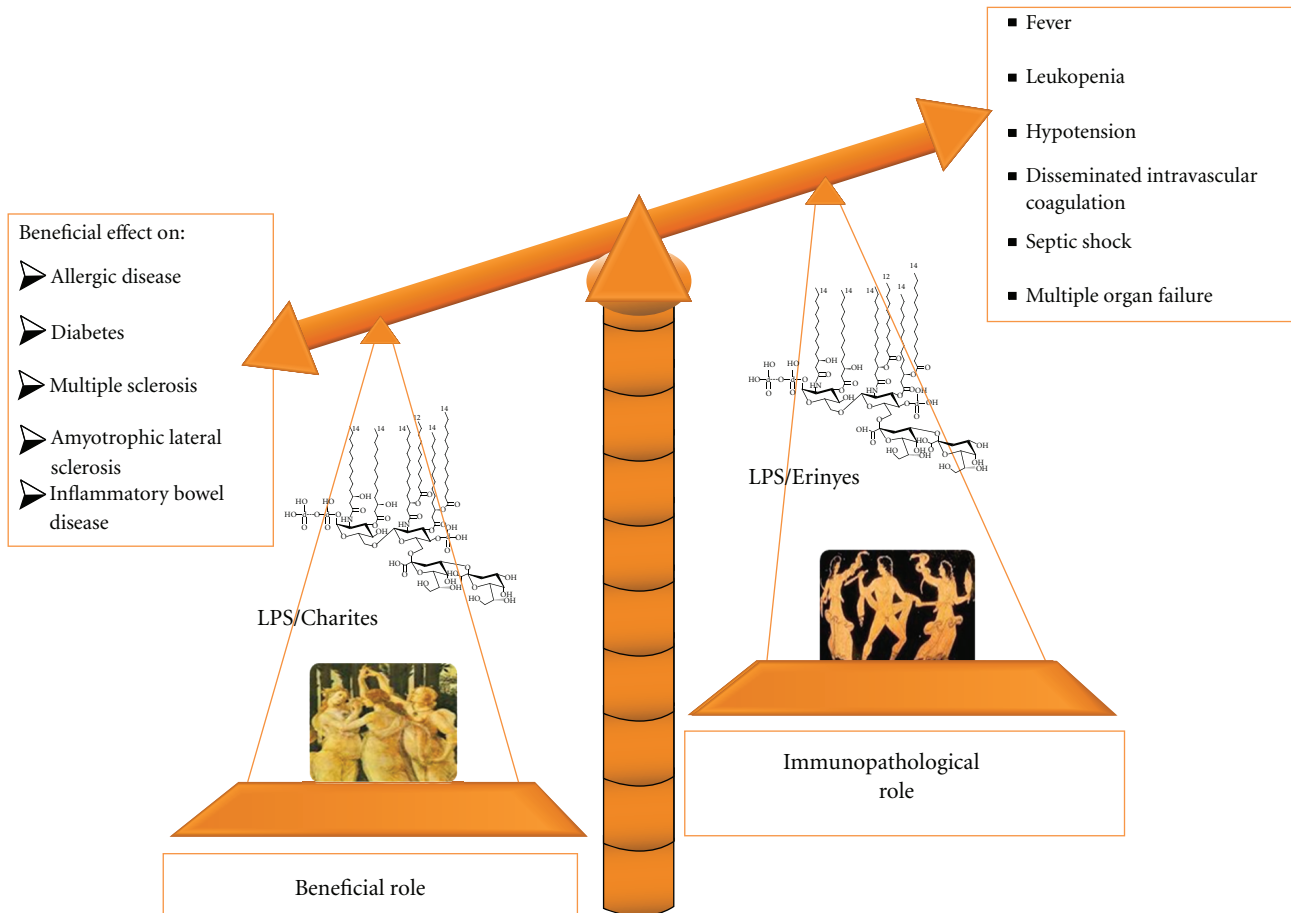 Fever
Leukopenia
Hypotension
Disseminated intravascular
coagulation
Septic shock
Multiple organ failure
Beneficial effect on:
Allergic disease
Diabetes
Multiple sclerosis
Amyotrophic lateral
sclerosis
Inflammatory bowel
disease
LPS/Charites
LPS/Erinyes
Immunopathological
role
Beneficial role